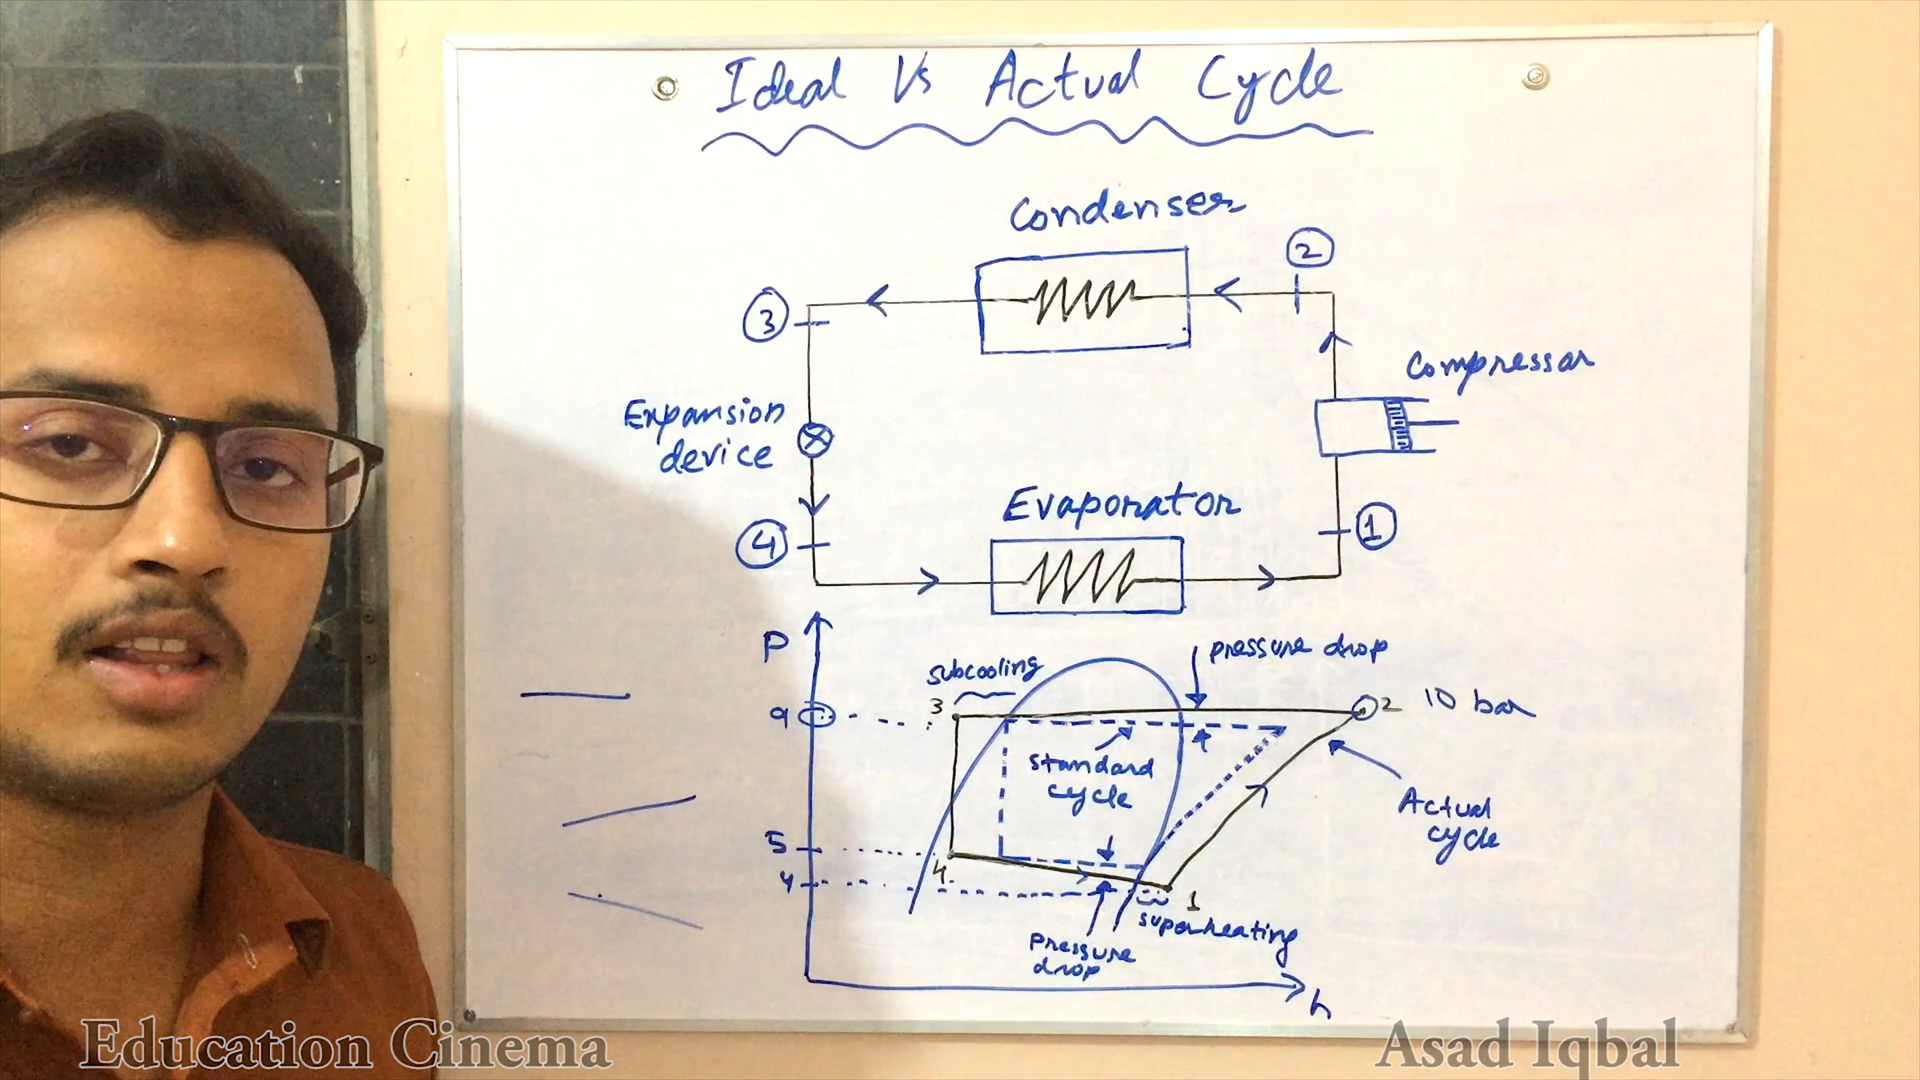 Ideal Vs Actual Cycle
Condenser
2
3
Compressor
Expansion
device
Evaporator
4
1
P
pressure drop
subcooling
3
9
2
10 bar
standard
cycle
Actual
cycle
5
4
4
1
superheating
pressure
drop
h
Education Cinema
Asad Iqbal